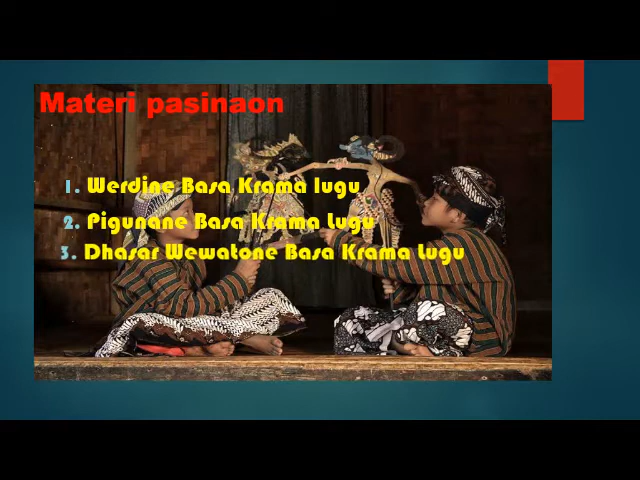 Materi pasinaon
1. Werdine Basa Krama lugu
2. Pigunane Basa Krama Lugu
3. Dhasar Wewatone Basa Krama Lugu